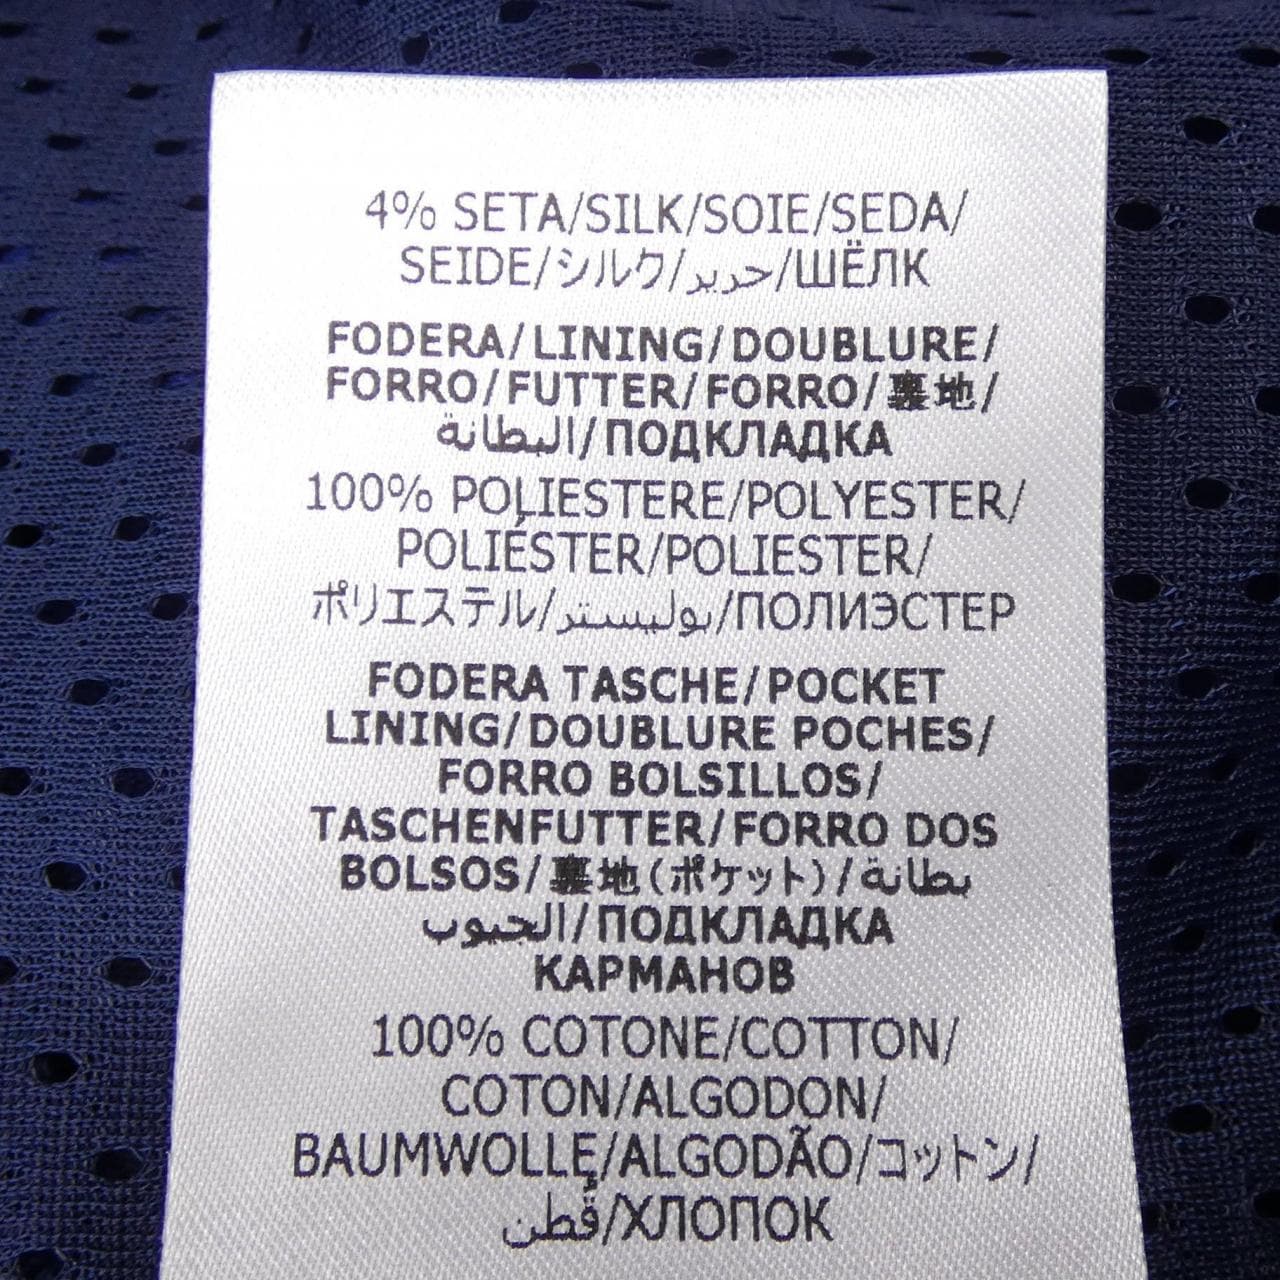 4% SETA/SILK/SOIE/SEDA/
SEIDE/シルク/حرير/ШЁЛК
FODERA/LINING/DOUBLURE/
FORRO/FUTTER/FORRO/裏地/
البطانة/ПОДКЛАДКА
100% POLIESTERE/POLYESTER/
POLIÉSTER/POLIESTER/
ポリエステル/بوليستر/ПОЛИЭСТЕР
FODERA TASCHE/POCKET
LINING/DOUBLURE POCHES/
FORRO BOLSILLOS/
TASCHENFUTTER/FORRO DOS
BOLSOS/裏地(ポケット)/بطانة
الجيوب/ПОДКЛАДКА
КАРМАНОВ
100% COTONE/COTTON/
COTON/ALGODON/
BAUMWOLLE/ALGODÃO/コットン/
قطن/ХЛОПОК